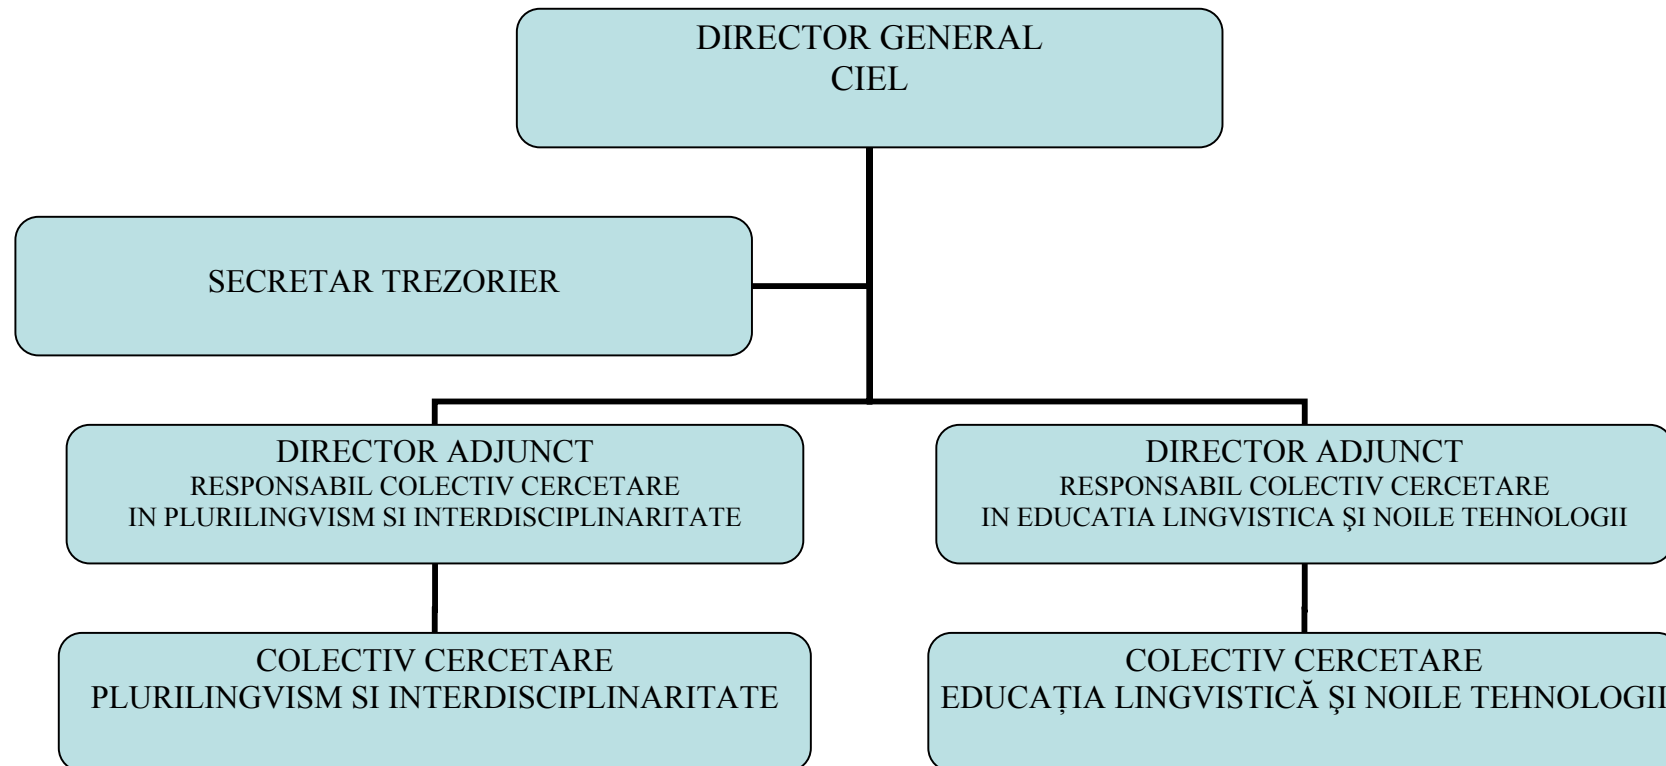 DIRECTOR GENERAL
CIEL
SECRETAR TREZORIER
DIRECTOR ADJUNCT
RESPONSABIL COLECTIV CERCETARE
IN PLURILINGVISM SI INTERDISCIPLINARITATE
DIRECTOR ADJUNCT
RESPONSABIL COLECTIV CERCETARE
IN EDUCATIA LINGVISTICA ŞI NOILE TEHNOLOGII
COLECTIV CERCETARE
PLURILINGVISM SI INTERDISCIPLINARITATE
COLECTIV CERCETARE
EDUCAȚIA LINGVISTICĂ ŞI NOILE TEHNOLOGII